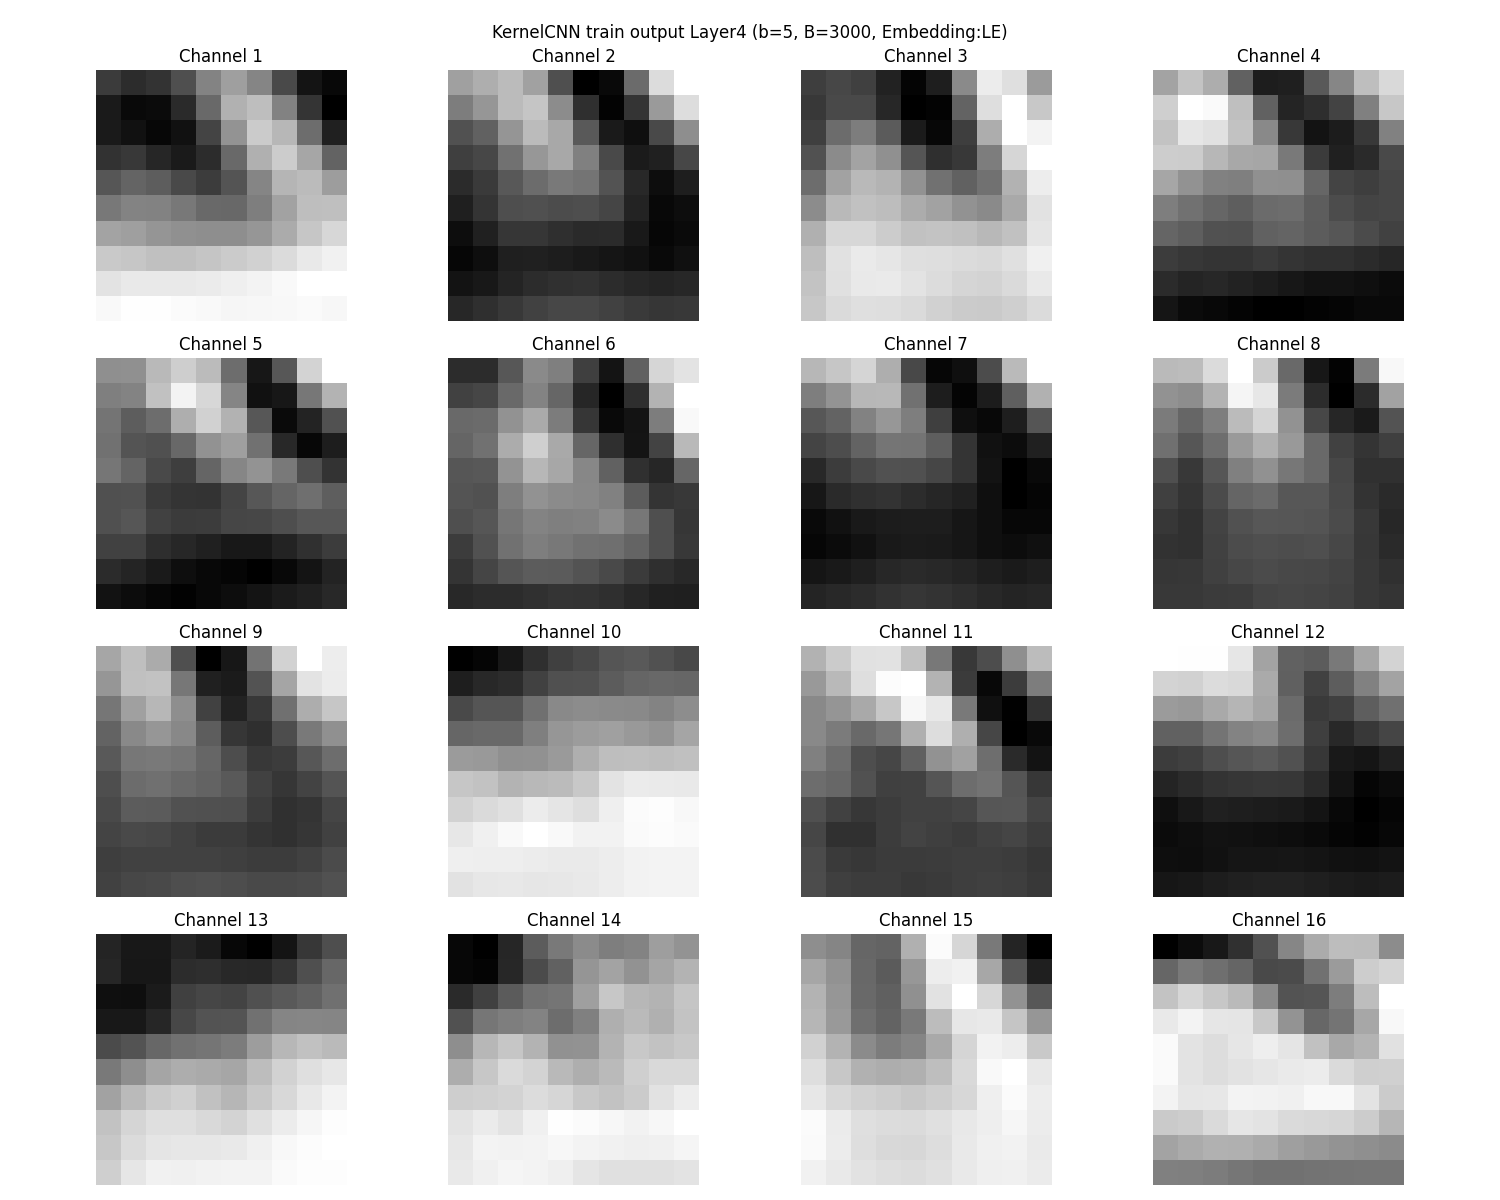 KernelCNN train output Layer4 (b=5, B=3000, Embedding:LE)
Channel 1
Channel 2
Channel 3
Channel 4
Channel 5
Channel 6
Channel 7
Channel 8
Channel 9
Channel 10
Channel 11
Channel 12
Channel 13
Channel 14
Channel 15
Channel 16